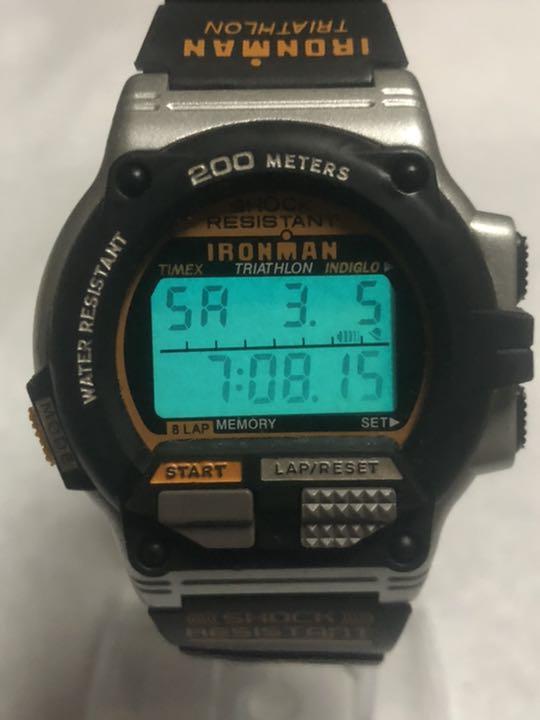 IRONMAN
TRIATHLON
200 METERS
WATER RESISTANT
SHOCK
RESISTANT
IRONMAN
TIMEX TRIATHLON INDIGLO
SA 3. 5
7:08.15
8 LAP MEMORY SET
MODE
START LAP/RESET
SHOCK
RESISTANT